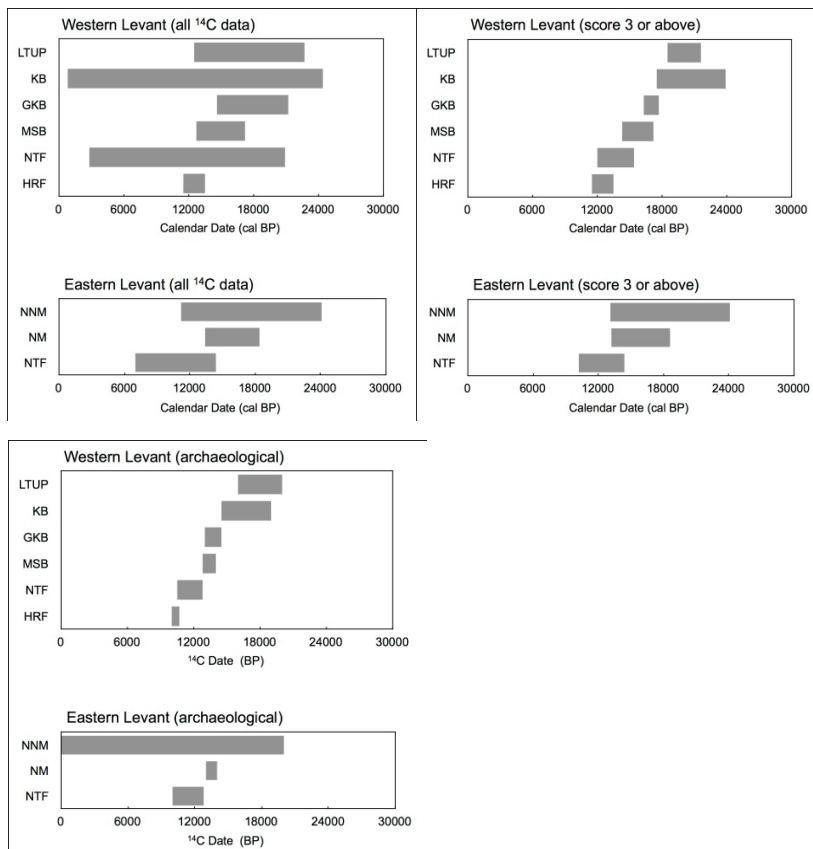 Western Levant (all ¹⁴C data)
LTUP
KB
GKB
MSB
NTF
HRF
0 6000 12000 18000 24000 30000
Calendar Date (cal BP)
Eastern Levant (all ¹⁴C data)
NNM
NM
NTF
0 6000 12000 18000 24000 30000
Calendar Date (cal BP)
Western Levant (score 3 or above)
LTUP
KB
GKB
MSB
NTF
HRF
0 6000 12000 18000 24000 30000
Calendar Date (cal BP)
Eastern Levant (score 3 or above)
NNM
NM
NTF
0 6000 12000 18000 24000 30000
Calendar Date (cal BP)
Western Levant (archaeological)
LTUP
KB
GKB
MSB
NTF
HRF
0 6000 12000 18000 24000 30000
¹⁴C Date (BP)
Eastern Levant (archaeological)
NNM
NM
NTF
0 6000 12000 18000 24000 30000
¹⁴C Date (BP)